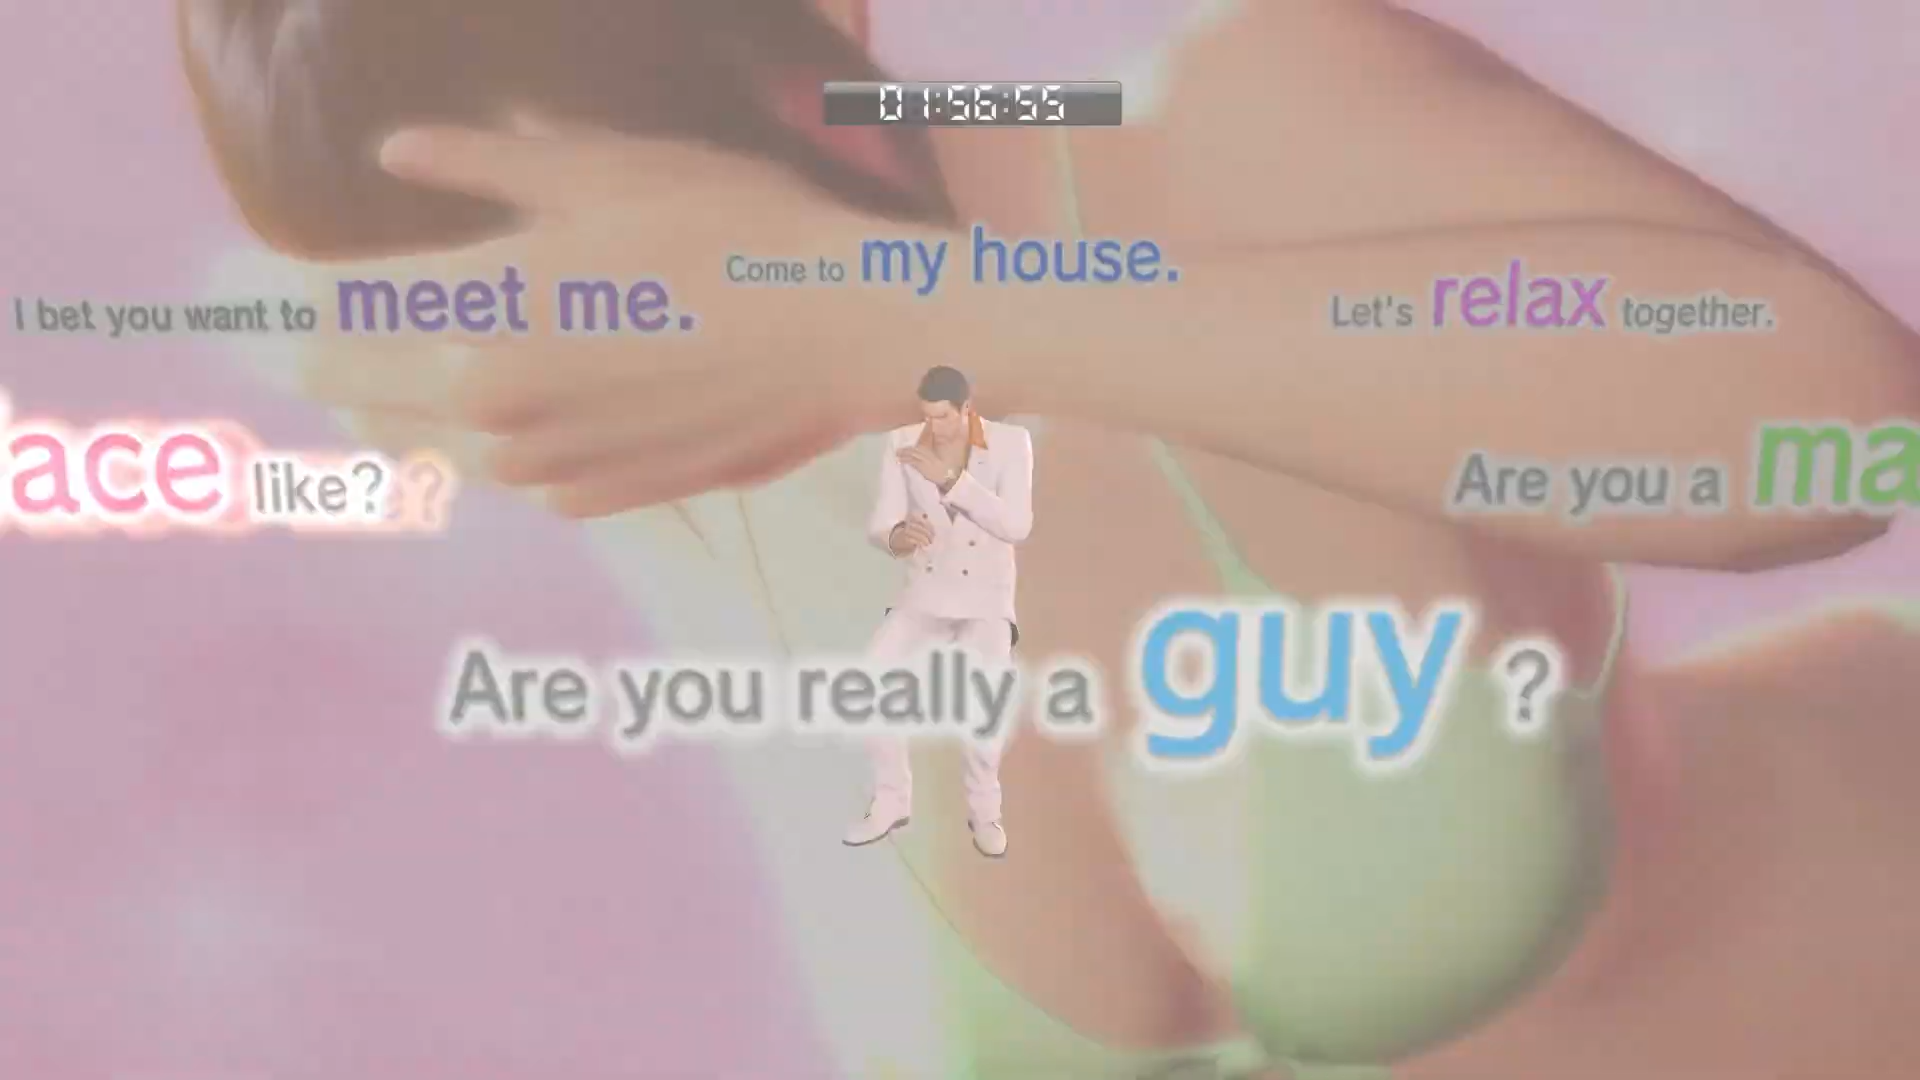 01:56:55
Come to my house.
I bet you want to meet me.
Let's relax together.
ace like? ?
Are you a ma
Are you really a guy ?